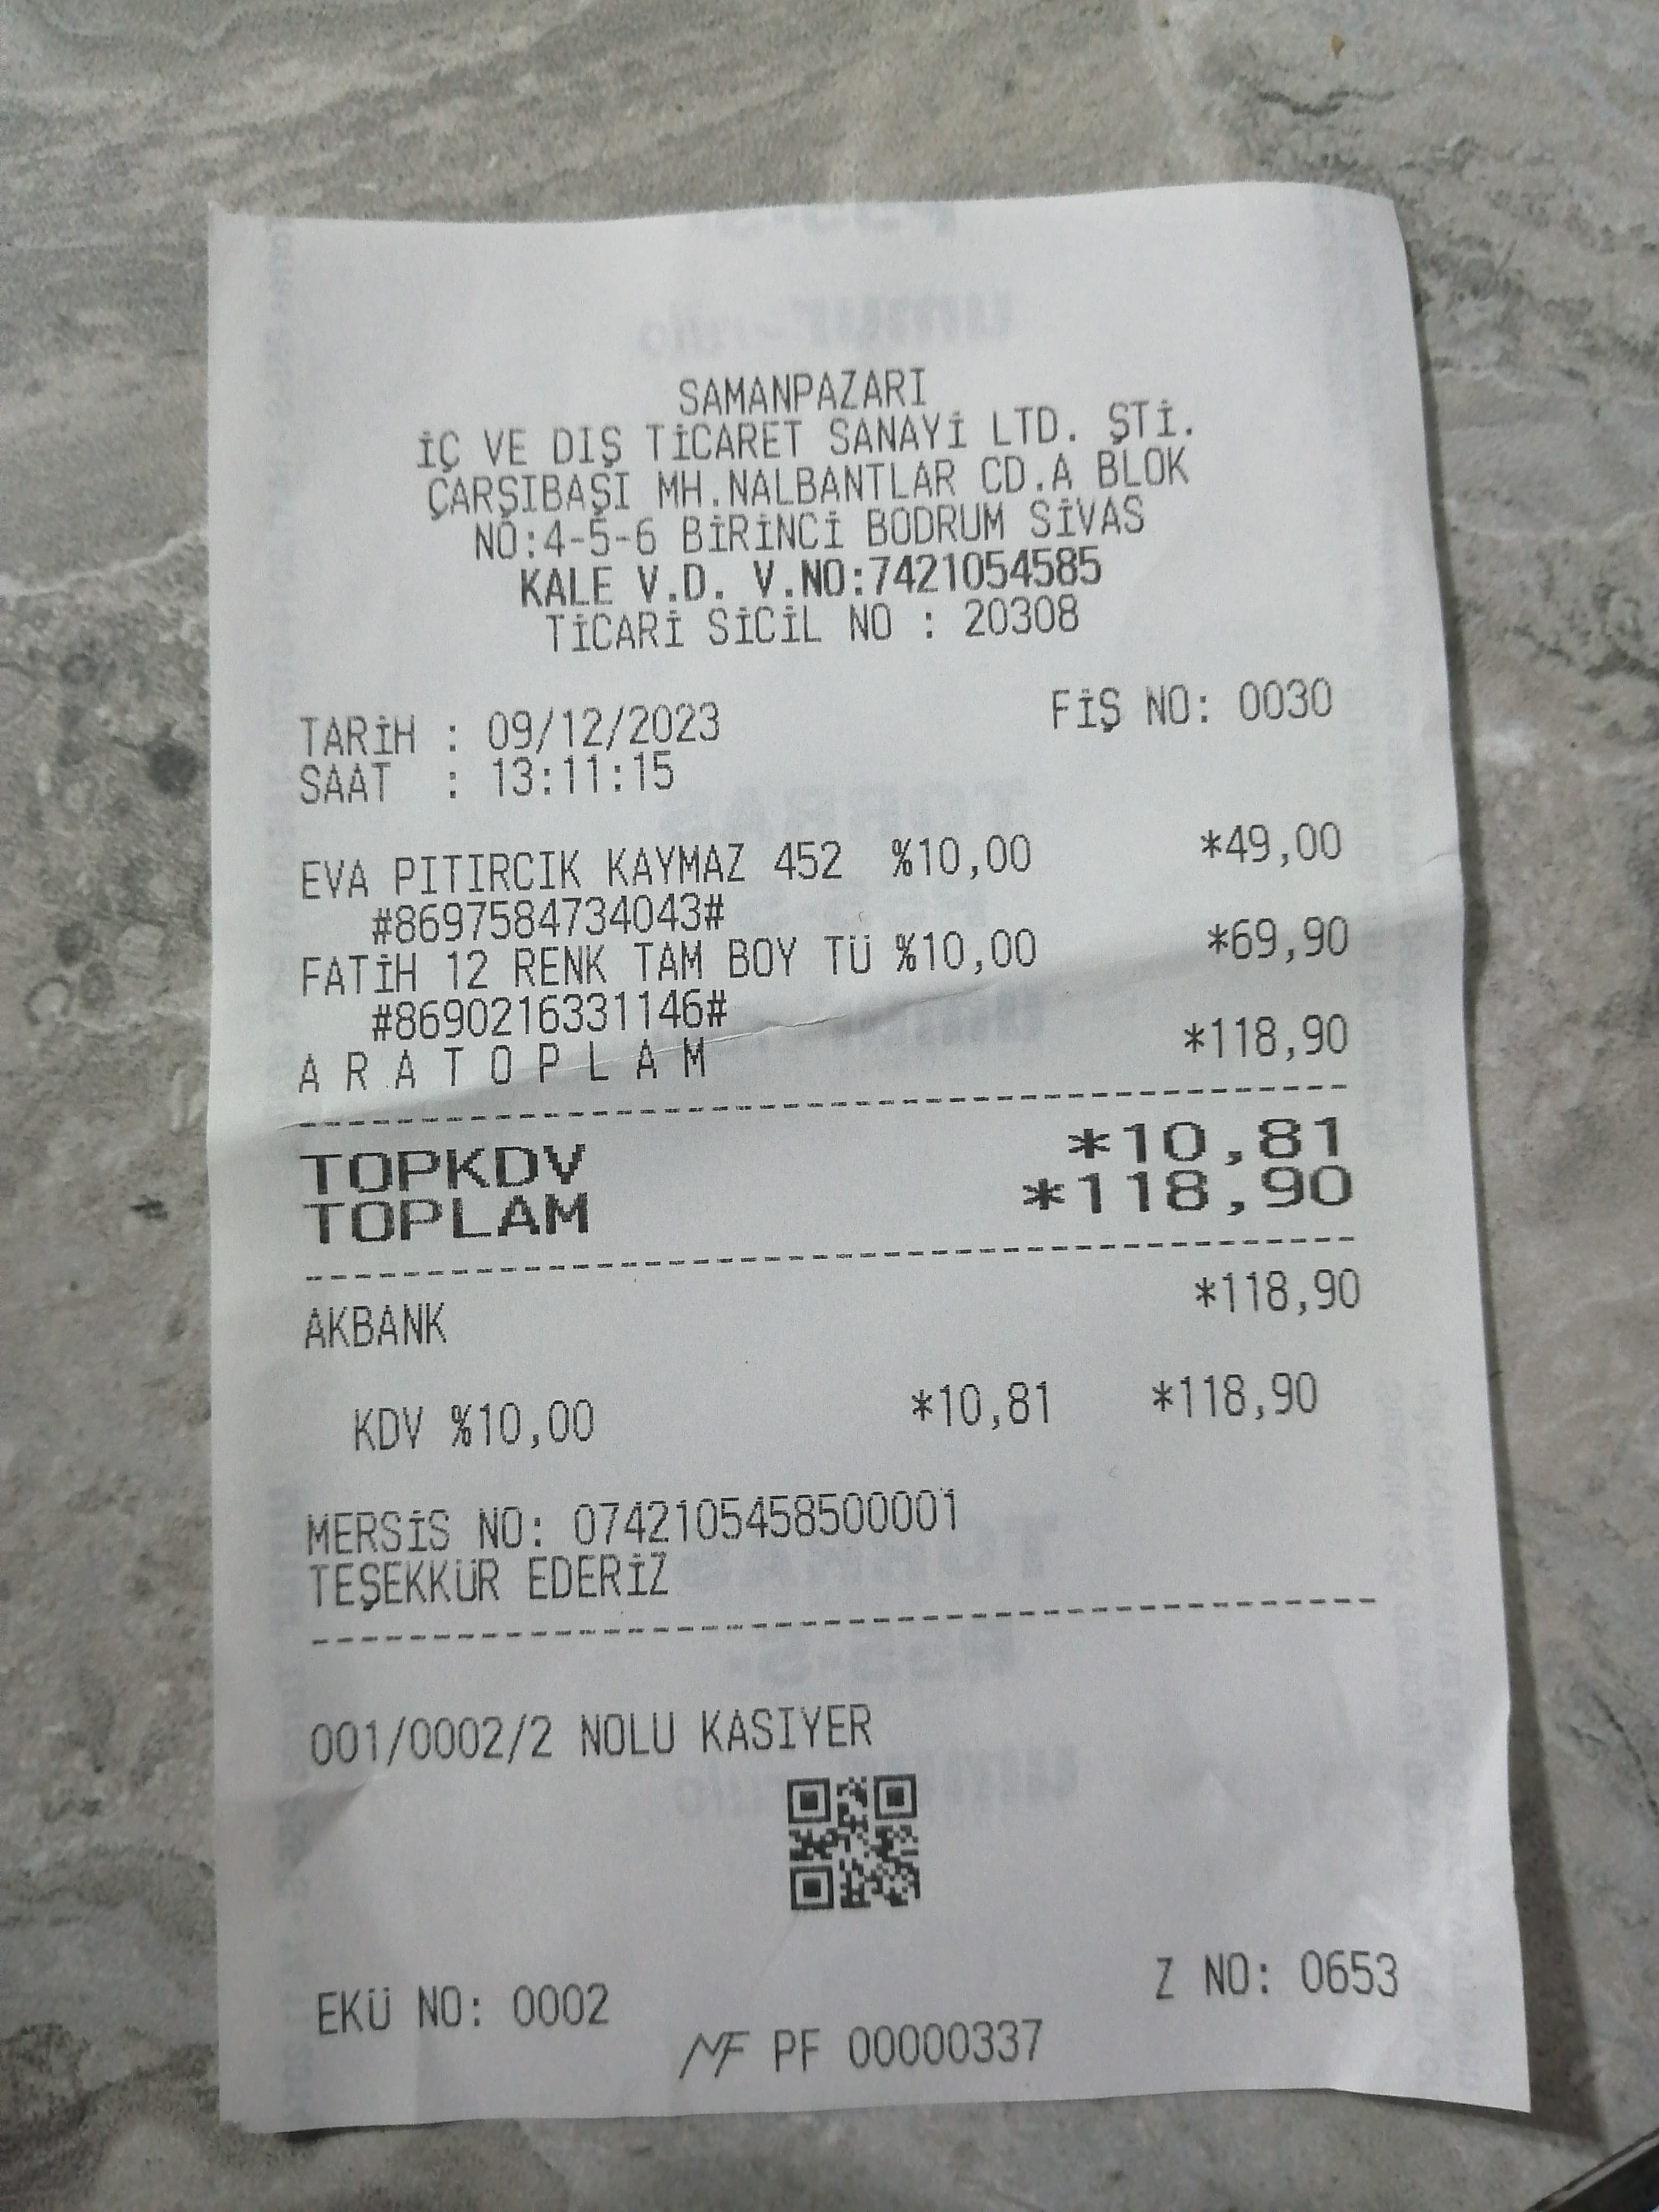 SAMANPAZARI
İÇ VE DIŞ TİCARET SANAYİ LTD. ŞTİ.
ÇARŞIBAŞI MH.NALBANTLAR CD.A BLOK
NO:4-5-6 BİRİNCİ BODRUM SİVAS
KALE V.D. V.NO:7421054585
TİCARİ SİCİL NO : 20308
TARİH : 09/12/2023 FİŞ NO: 0030
SAAT : 13:11:15
EVA PITIRCIK KAYMAZ 452 %10,00 *49,00
#8697584734043#
FATİH 12 RENK TAM BOY TÜ %10,00 *69,90
#8690216331146#
A R A T O P L A M *118,90
TOPKDV *10,81
TOPLAM *118,90
AKBANK *118,90
KDV %10,00 *10,81 *118,90
MERSİS NO: 0742105458500001
TEŞEKKÜR EDERİZ
001/0002/2 NOLU KASIYER
EKÜ NO: 0002 Z NO: 0653
MF PF 00000337